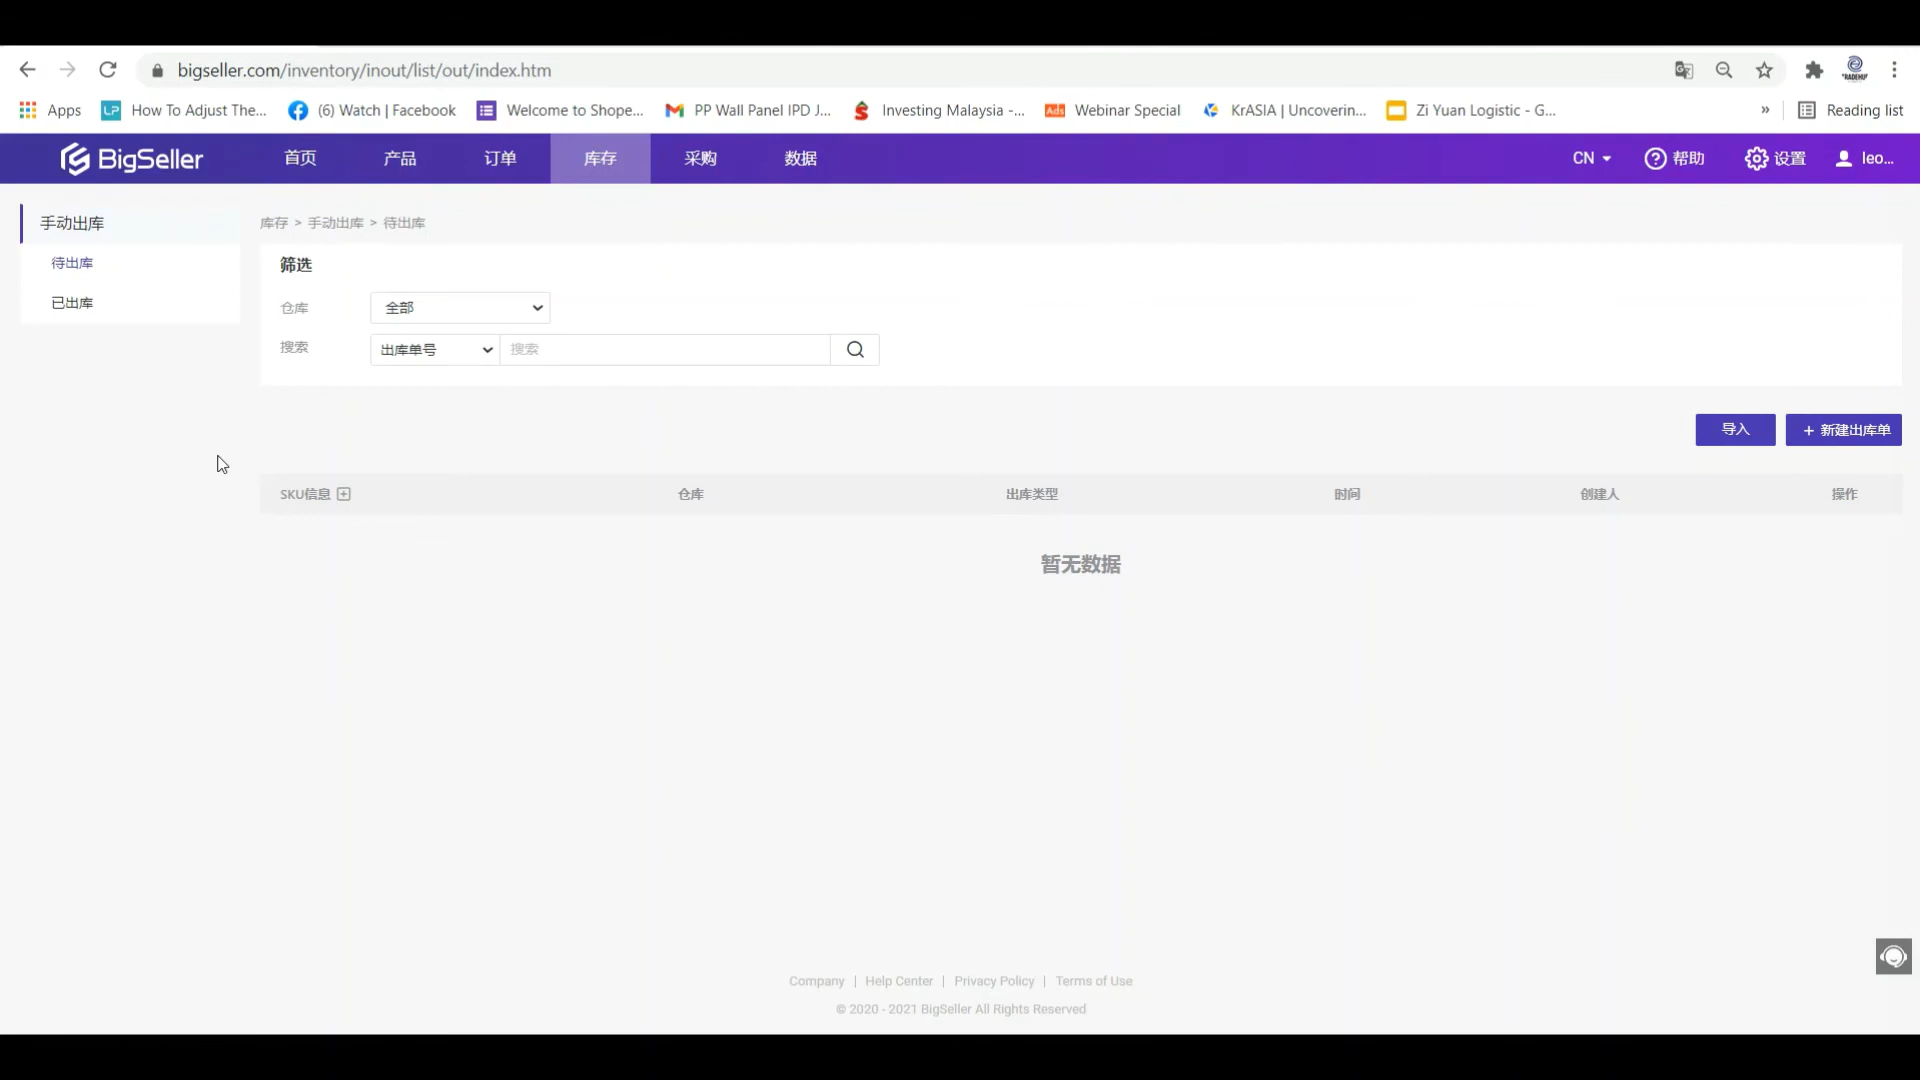 bigseller.com/inventory/inout/list/out/index.htm
Apps
LP How To Adjust The...
(6) Watch | Facebook
Welcome to Shope...
PP Wall Panel IPD J...
Investing Malaysia -...
Ads Webinar Special
KrASIA | Uncoverin...
Zi Yuan Logistic - G...
»
Reading list
BigSeller
首页
产品
订单
库存
采购
数据
CN
帮助
设置
leo...
手动出库
待出库
已出库
库存 > 手动出库 > 待出库
筛选
仓库
全部
搜索
出库单号
搜索
导入
+ 新建出库单
SKU信息
仓库
出库类型
时间
创建人
操作
暂无数据
Company | Help Center | Privacy Policy | Terms of Use
© 2020 - 2021 BigSeller All Rights Reserved